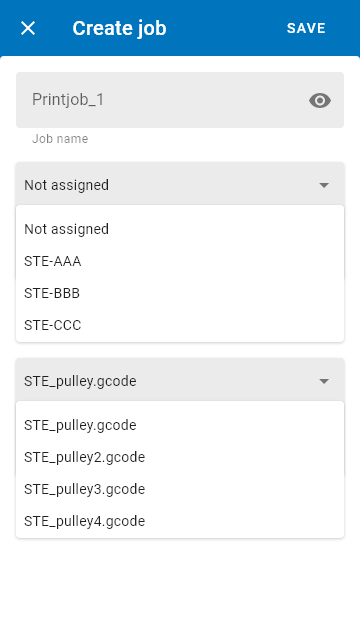 Create job
SAVE
Printjob_1
Job name
Not assigned
Not assigned
STE-AAA
STE-BBB
STE-CCC
STE_pulley.gcode
STE_pulley.gcode
STE_pulley2.gcode
STE_pulley3.gcode
STE_pulley4.gcode